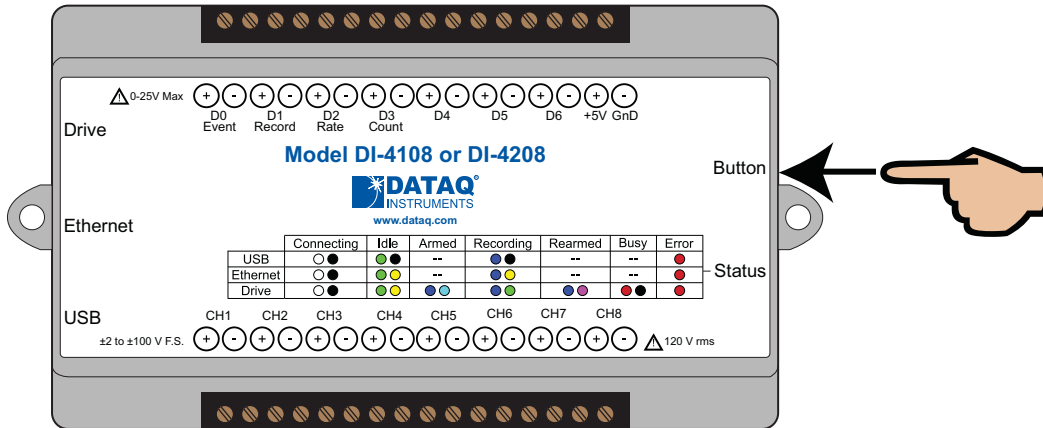 0-25V Max + - + - + - + - + - + - + - + -
D0 D1 D2 D3 D4 D5 D6 +5V GnD
Event Record Rate Count
Drive
Model DI-4108 or DI-4208
Button
DATAQ®
INSTRUMENTS
www.dataq.com
Ethernet
Connecting Idle Armed Recording Rearmed Busy Error
USB -- -- --
Ethernet -- -- --
Drive
Status
USB
CH1 CH2 CH3 CH4 CH5 CH6 CH7 CH8
±2 to ±100 V F.S. + - + - + - + - + - + - + - + - 120 V rms